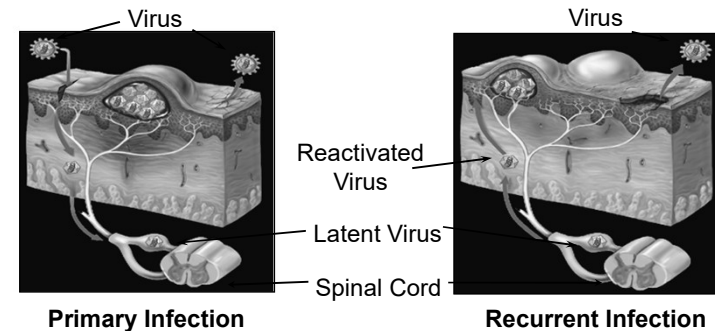 Virus
Virus
Reactivated
Virus
Latent Virus
Spinal Cord
Primary Infection
Recurrent Infection